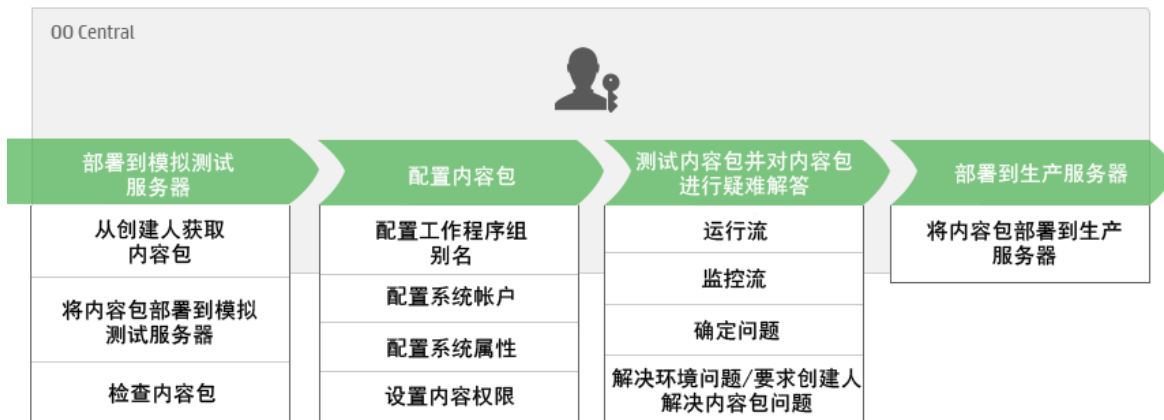 OO Central
部署到模拟测试
服务器
从创建人获取
内容包
将内容包部署到模拟
测试服务器
检查内容包
配置内容包
配置工作程序组
别名
配置系统帐户
配置系统属性
设置内容权限
测试内容包并对内容包
进行疑难解答
运行流
监控流
确定问题
解决环境问题/要求创建人
解决内容包问题
部署到生产服务器
将内容包部署到生产
服务器